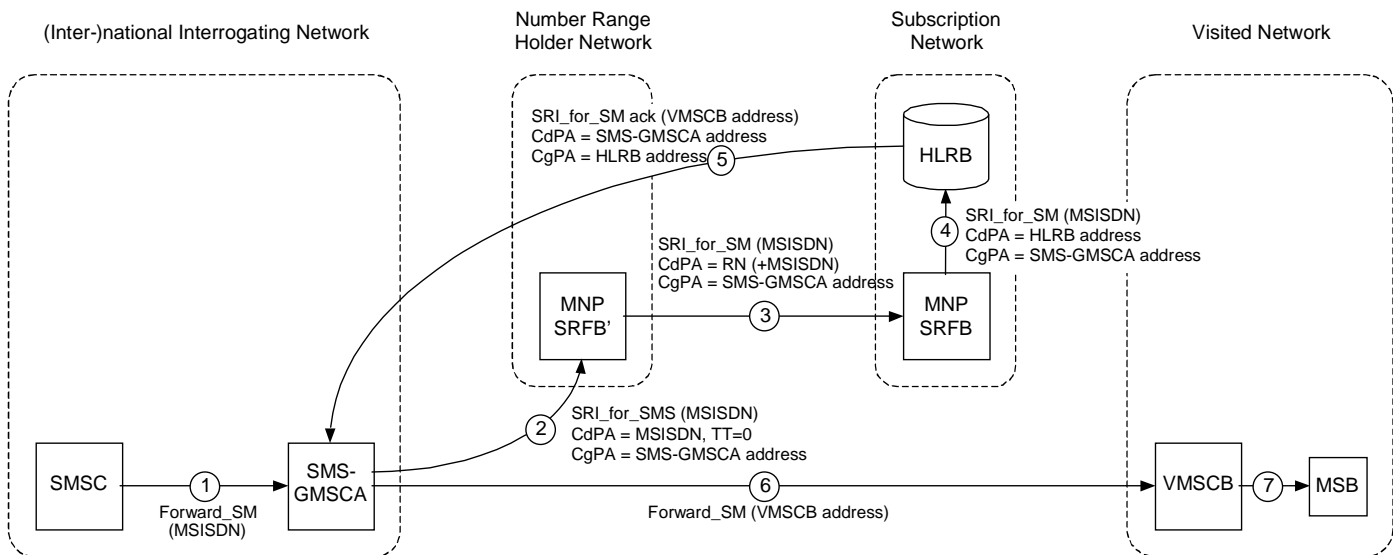 (Inter-)national Interrogating Network
Number Range
Holder Network
Subscription
Network
Visited Network
SRI_for_SM ack (VMSCB address)
CdPA = SMS-GMSCA address
CgPA = HLRB address
5
HLRB
SRI_for_SM (MSISDN)
CdPA = HLRB address
CgPA = SMS-GMSCA address
4
SRI_for_SM (MSISDN)
CdPA = RN (+MSISDN)
CgPA = SMS-GMSCA address
MNP
SRFB'
3
MNP
SRFB
2
SRI_for_SMS (MSISDN)
CdPA = MSISDN, TT=0
CgPA = SMS-GMSCA address
SMSC
1
Forward_SM
(MSISDN)
SMS-
GMSCA
6
Forward_SM (VMSCB address)
VMSCB
7
MSB